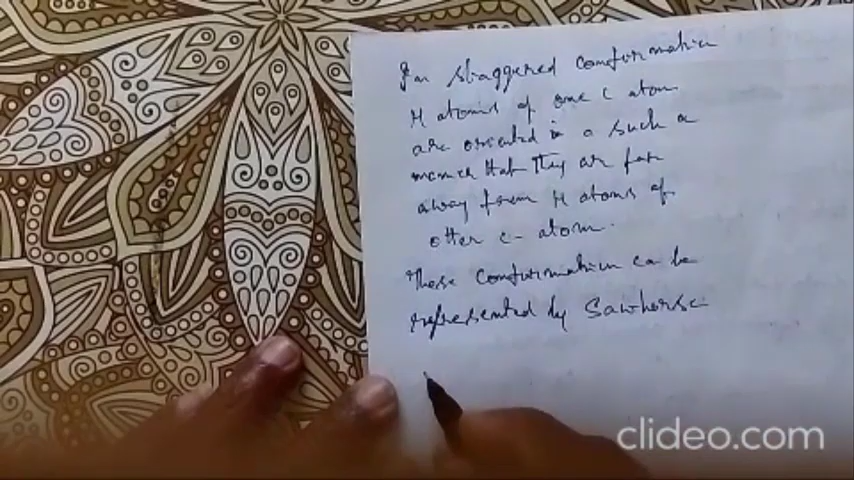 In staggered conformation
H atoms of one C atom
are oriented in a such a
manner that they are far
away from H atoms of
other C- atom.
These conformation can be
represented by Sawhorse
clideo.com